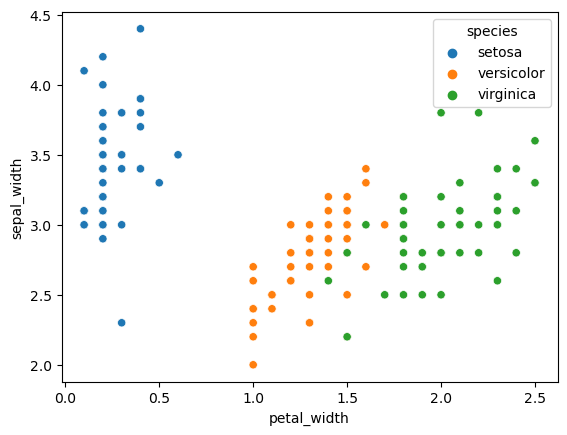 species
setosa
versicolor
virginica
4.5
4.0
3.5
3.0
2.5
2.0
sepal_width
0.0 0.5 1.0 1.5 2.0 2.5
petal_width